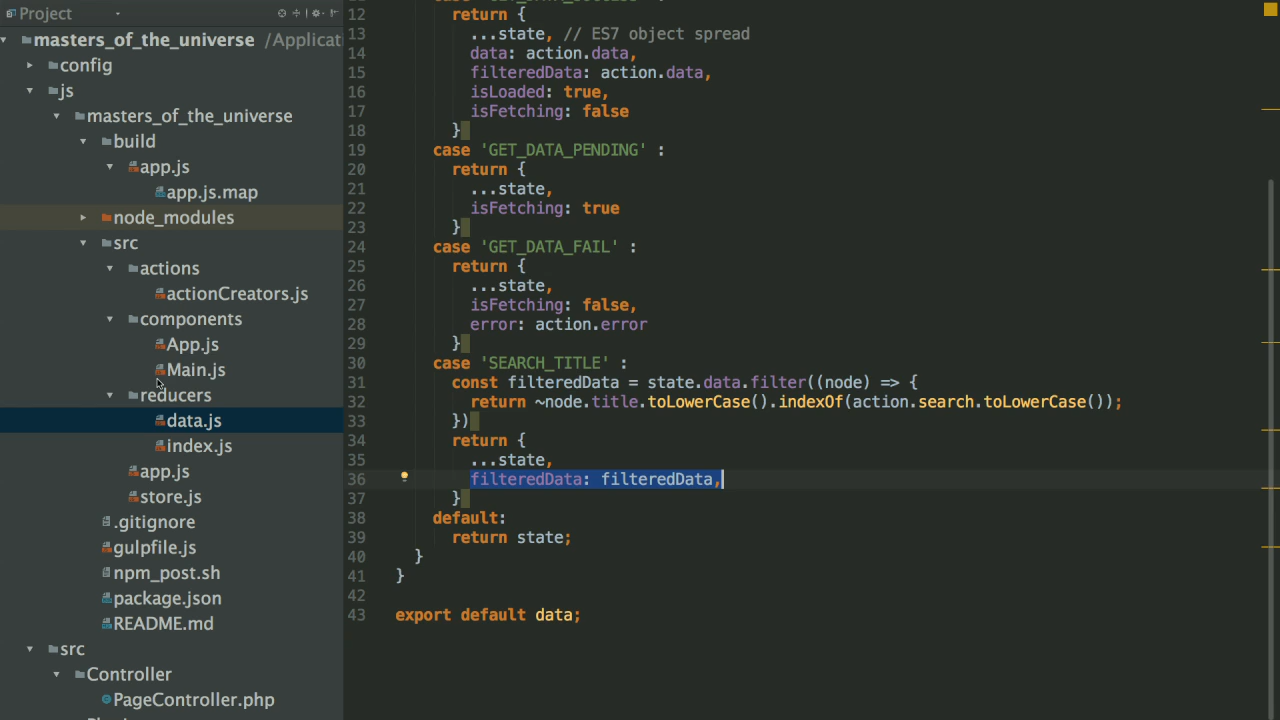 Project
masters_of_the_universe /Applicati
config
js
masters_of_the_universe
build
app.js
app.js.map
node_modules
src
actions
actionCreators.js
components
App.js
Main.js
reducers
data.js
index.js
app.js
store.js
.gitignore
gulpfile.js
npm_post.sh
package.json
README.md
src
Controller
PageController.php
12 return {
13 ...state, // ES7 object spread
14 data: action.data,
15 filteredData: action.data,
16 isLoaded: true,
17 isFetching: false
18 }
19 case 'GET_DATA_PENDING' :
20 return {
21 ...state,
22 isFetching: true
23 }
24 case 'GET_DATA_FAIL' :
25 return {
26 ...state,
27 isFetching: false,
28 error: action.error
29 }
30 case 'SEARCH_TITLE' :
31 const filteredData = state.data.filter((node) => {
32 return ~node.title.toLowerCase().indexOf(action.search.toLowerCase());
33 })
34 return {
35 ...state,
36 filteredData: filteredData,
37 }
38 default:
39 return state;
40 }
41 }
42
43 export default data;